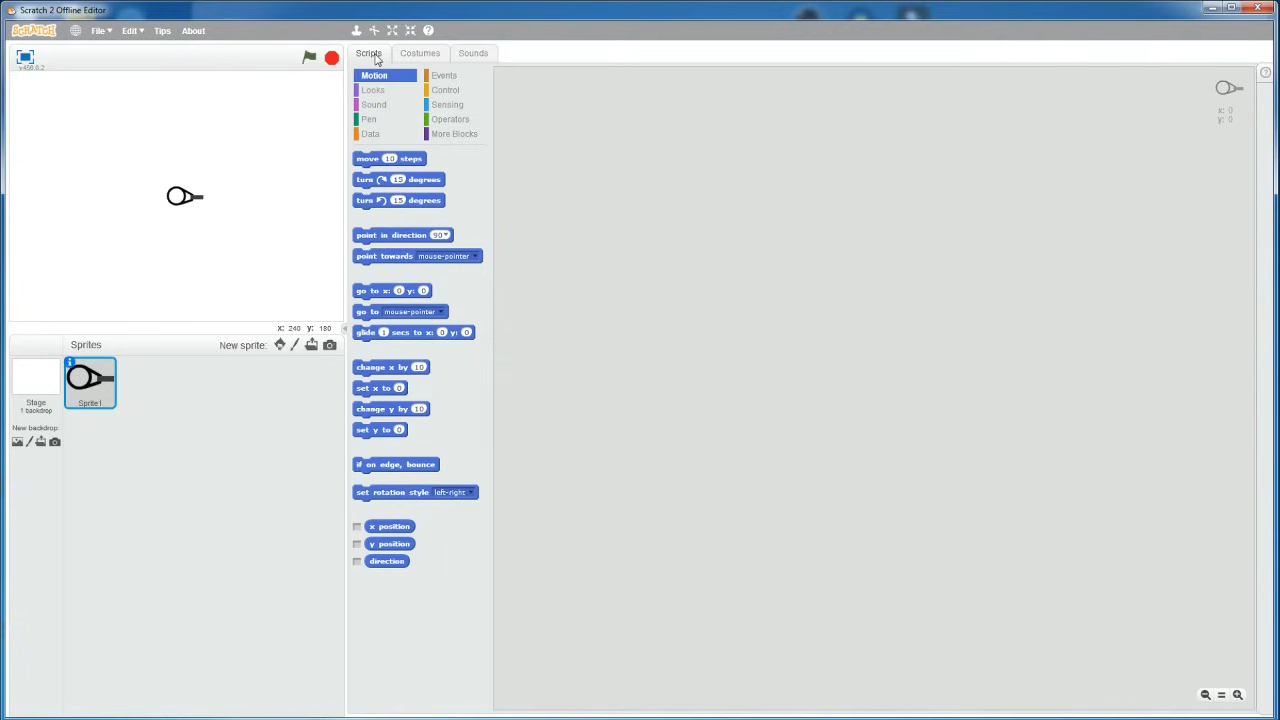 Scratch 2 Offline Editor
SCRATCH File Edit Tips About
v456.0.2
Scripts Costumes Sounds
Motion Events
Looks Control
Sound Sensing
Pen Operators
Data More Blocks
move 10 steps
turn 15 degrees
turn 15 degrees
point in direction 90
point towards mouse-pointer
go to x: 0 y: 0
go to mouse-pointer
glide 1 secs to x: 0 y: 0
change x by 10
set x to 0
change y by 10
set y to 0
if on edge, bounce
set rotation style left-right
x position
y position
direction
x: 0
y: 0
x: 240 y: 180
Sprites New sprite:
Stage
1 backdrop
New backdrop:
Sprite1